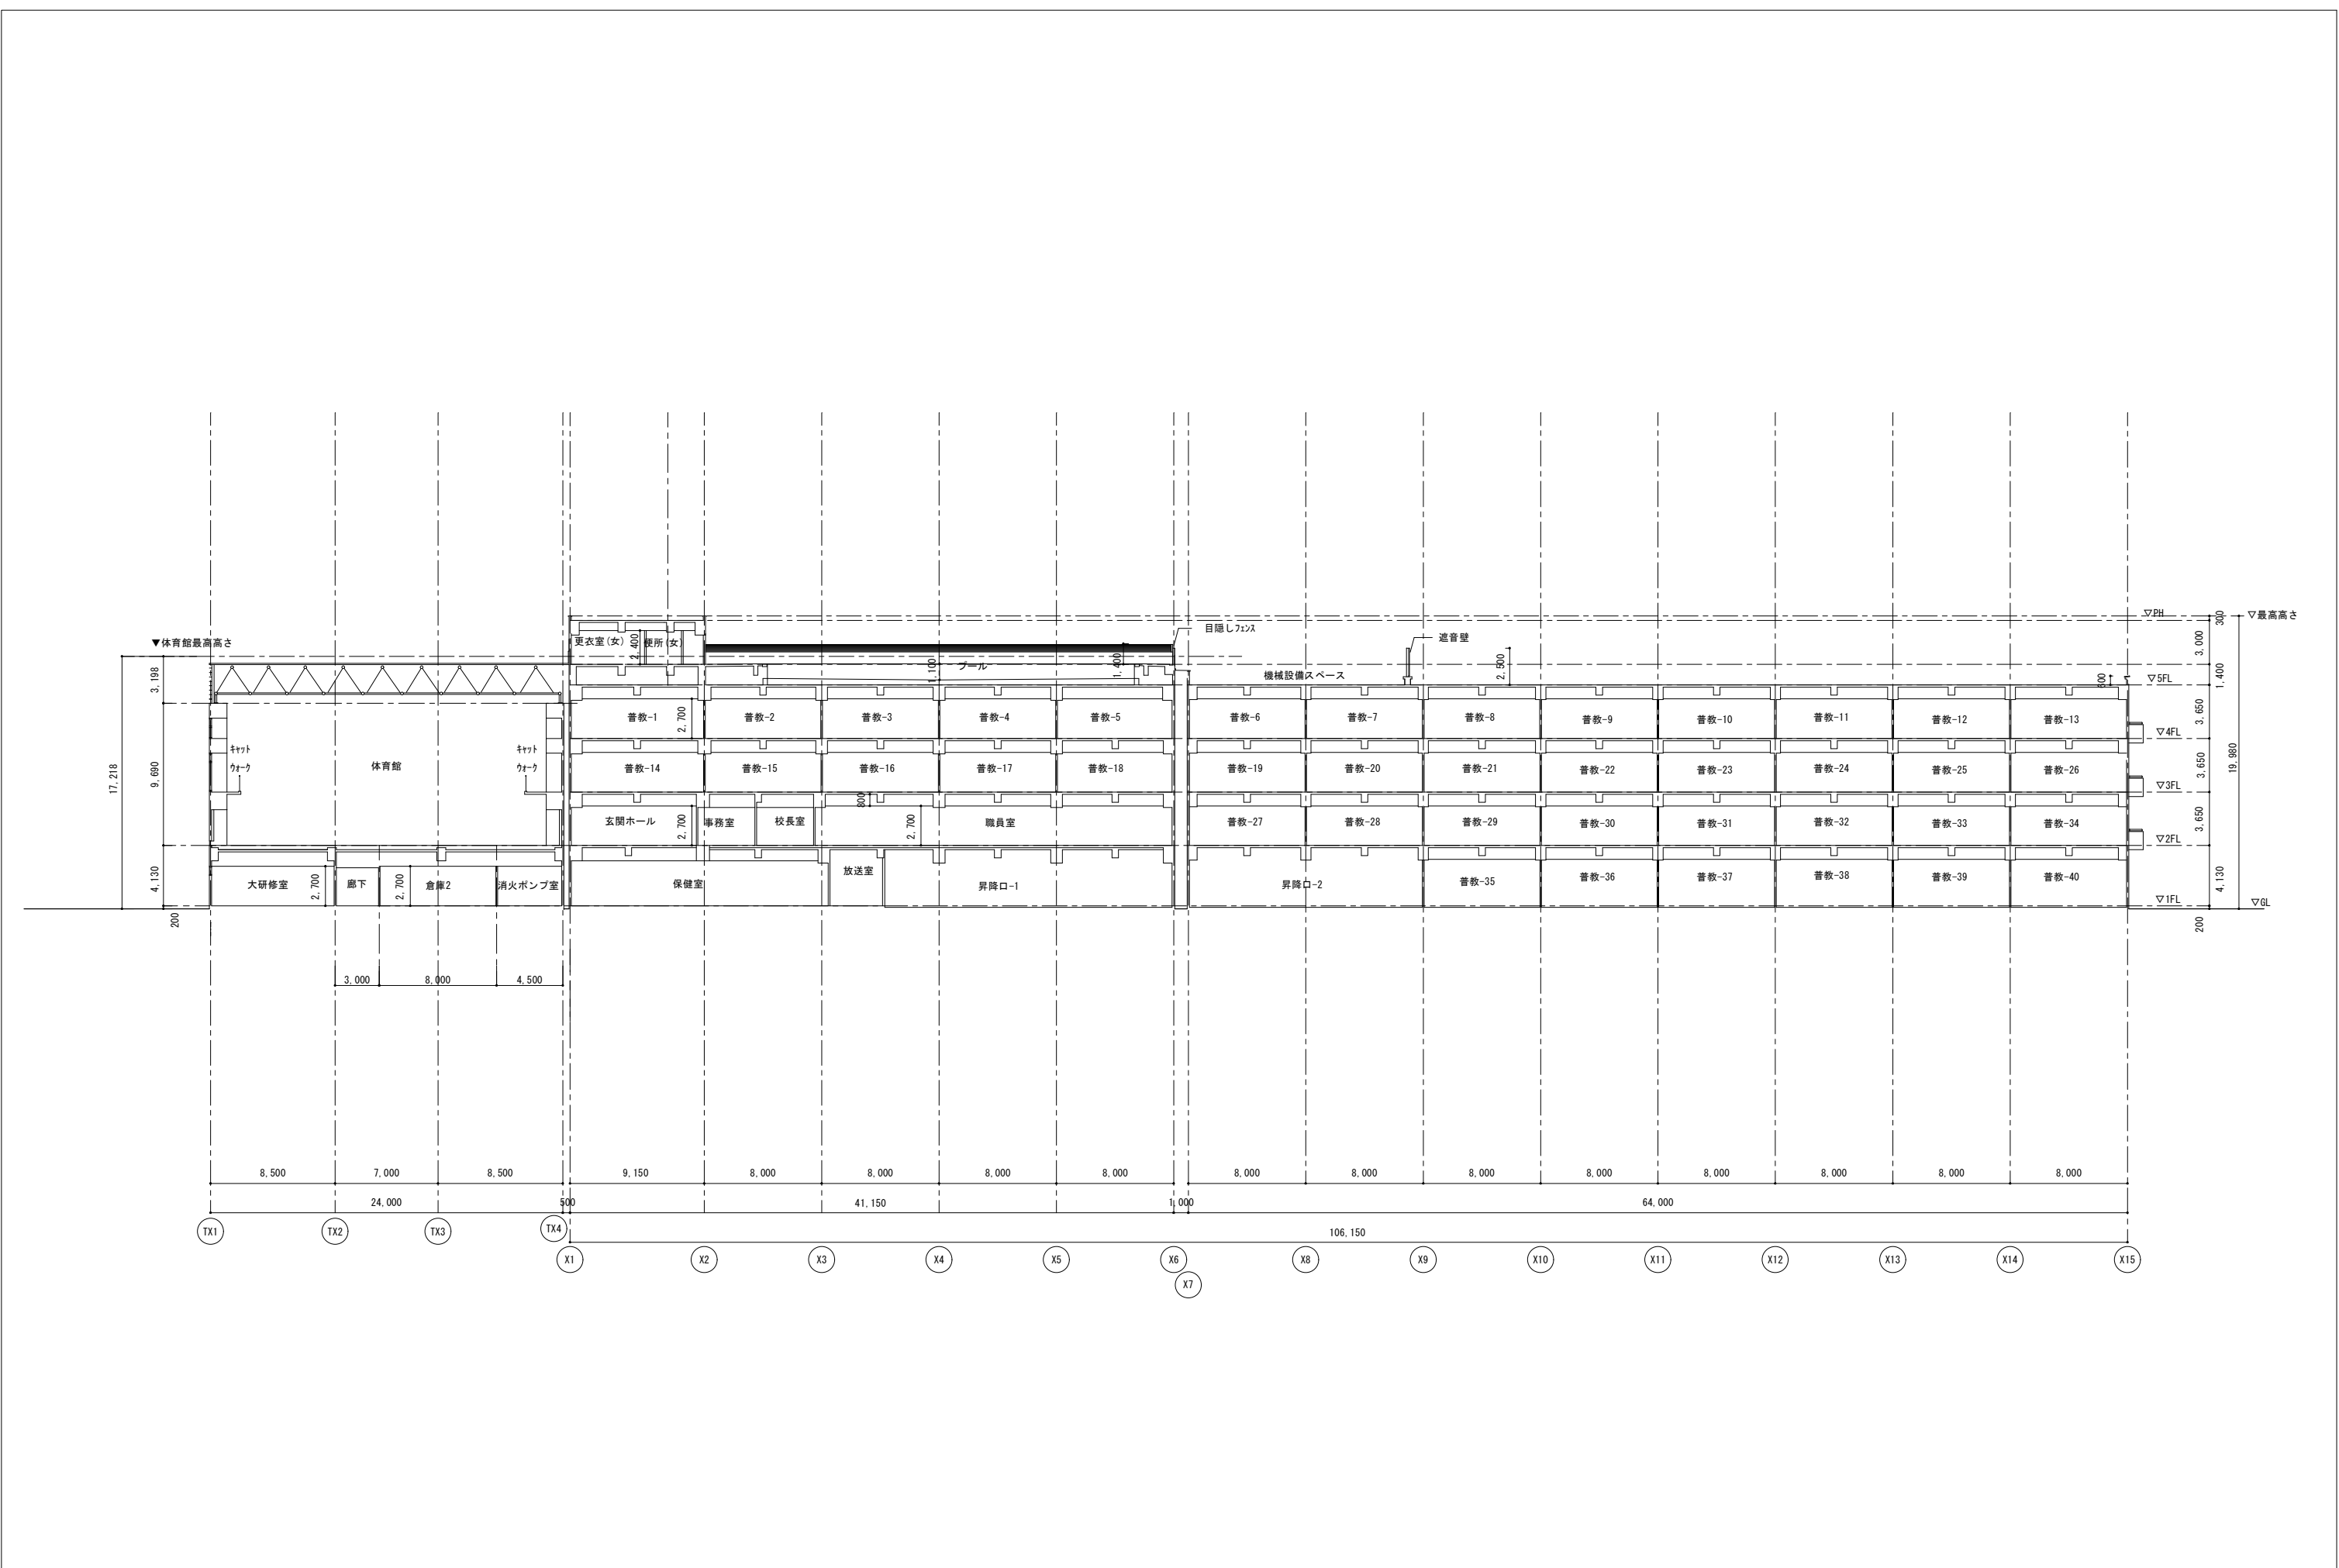 ▽PH
300
▽最高高さ
目隠しフェンス
遮音壁
更衣室(女)
2,400
便所(女)
▼体育館最高高さ
3,000
1,100
プール
1,400
2,500
機械設備スペース
600
▽5FL
1,400
3,198
普教-1
2,700
普教-2
普教-3
普教-4
普教-5
普教-6
普教-7
普教-8
普教-9
普教-10
普教-11
普教-12
普教-13
3,650
▽4FL
キャット
ウォーク
キャット
ウォーク
体育館
17,218
9,690
普教-14
普教-15
普教-16
普教-17
普教-18
普教-19
普教-20
普教-21
普教-22
普教-23
普教-24
普教-25
普教-26
3,650
19,980
▽3FL
800
玄関ホール
2,700
事務室
校長室
2,700
職員室
普教-27
普教-28
普教-29
普教-30
普教-31
普教-32
普教-33
普教-34
3,650
▽2FL
4,130
大研修室
2,700
廊下
2,700
倉庫2
消火ポンプ室
保健室
放送室
昇降口-1
昇降口-2
普教-35
普教-36
普教-37
普教-38
普教-39
普教-40
4,130
▽1FL
▽GL
200
200
3,000
8,000
4,500
8,500
7,000
8,500
9,150
8,000
8,000
8,000
8,000
8,000
8,000
8,000
8,000
8,000
8,000
8,000
8,000
24,000
500
41,150
1,000
64,000
106,150
TX1
TX2
TX3
TX4
X1
X2
X3
X4
X5
X6
X7
X8
X9
X10
X11
X12
X13
X14
X15